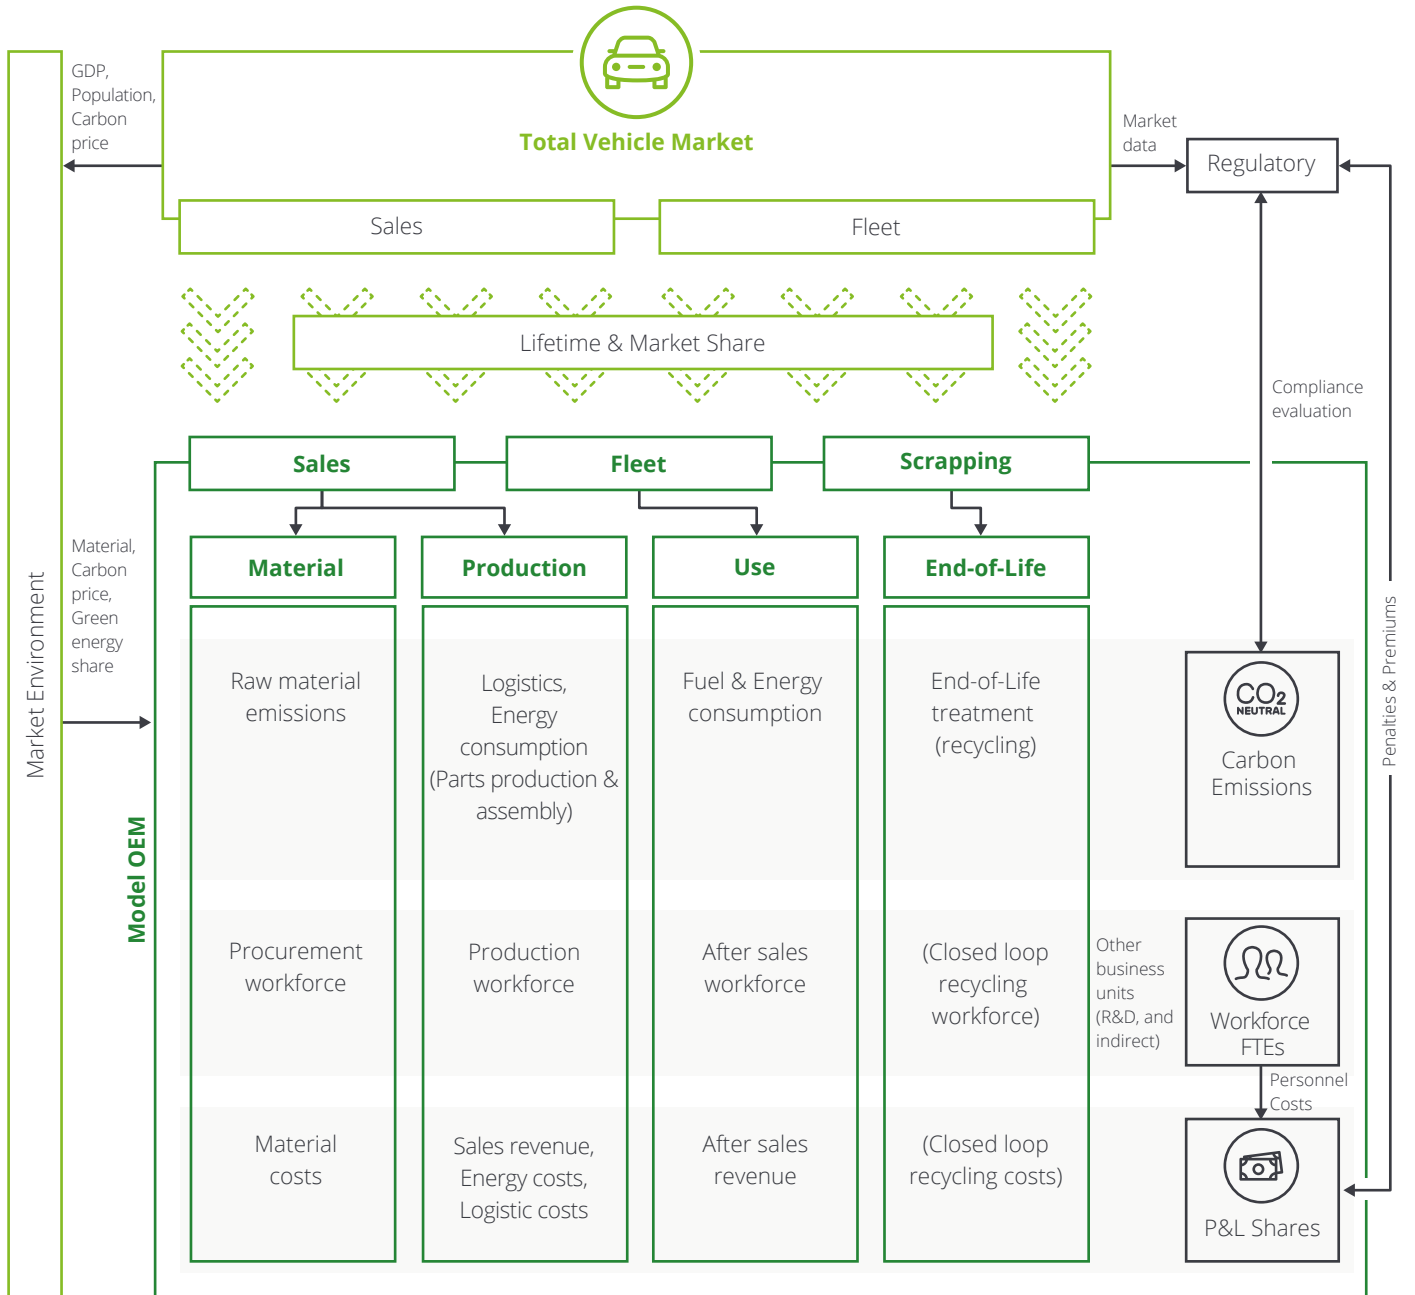 GDP,
Population,
Carbon
price
Total Vehicle Market
Market
data
Regulatory
Sales
Fleet
Lifetime & Market Share
Compliance
evaluation
Sales
Fleet
Scrapping
Material,
Carbon
price,
Green
energy
share
Market Environment
Model OEM
Material
Production
Use
End-of-Life
Raw material
emissions
Logistics,
Energy
consumption
(Parts production &
assembly)
Fuel & Energy
consumption
End-of-Life
treatment
(recycling)
CO2
NEUTRAL
Carbon
Emissions
Penalties & Premiums
Procurement
workforce
Production
workforce
After sales
workforce
(Closed loop
recycling
workforce)
Other
business
units
(R&D, and
indirect)
Workforce
FTEs
Personnel
Costs
Material
costs
Sales revenue,
Energy costs,
Logistic costs
After sales
revenue
(Closed loop
recycling costs)
P&L Shares